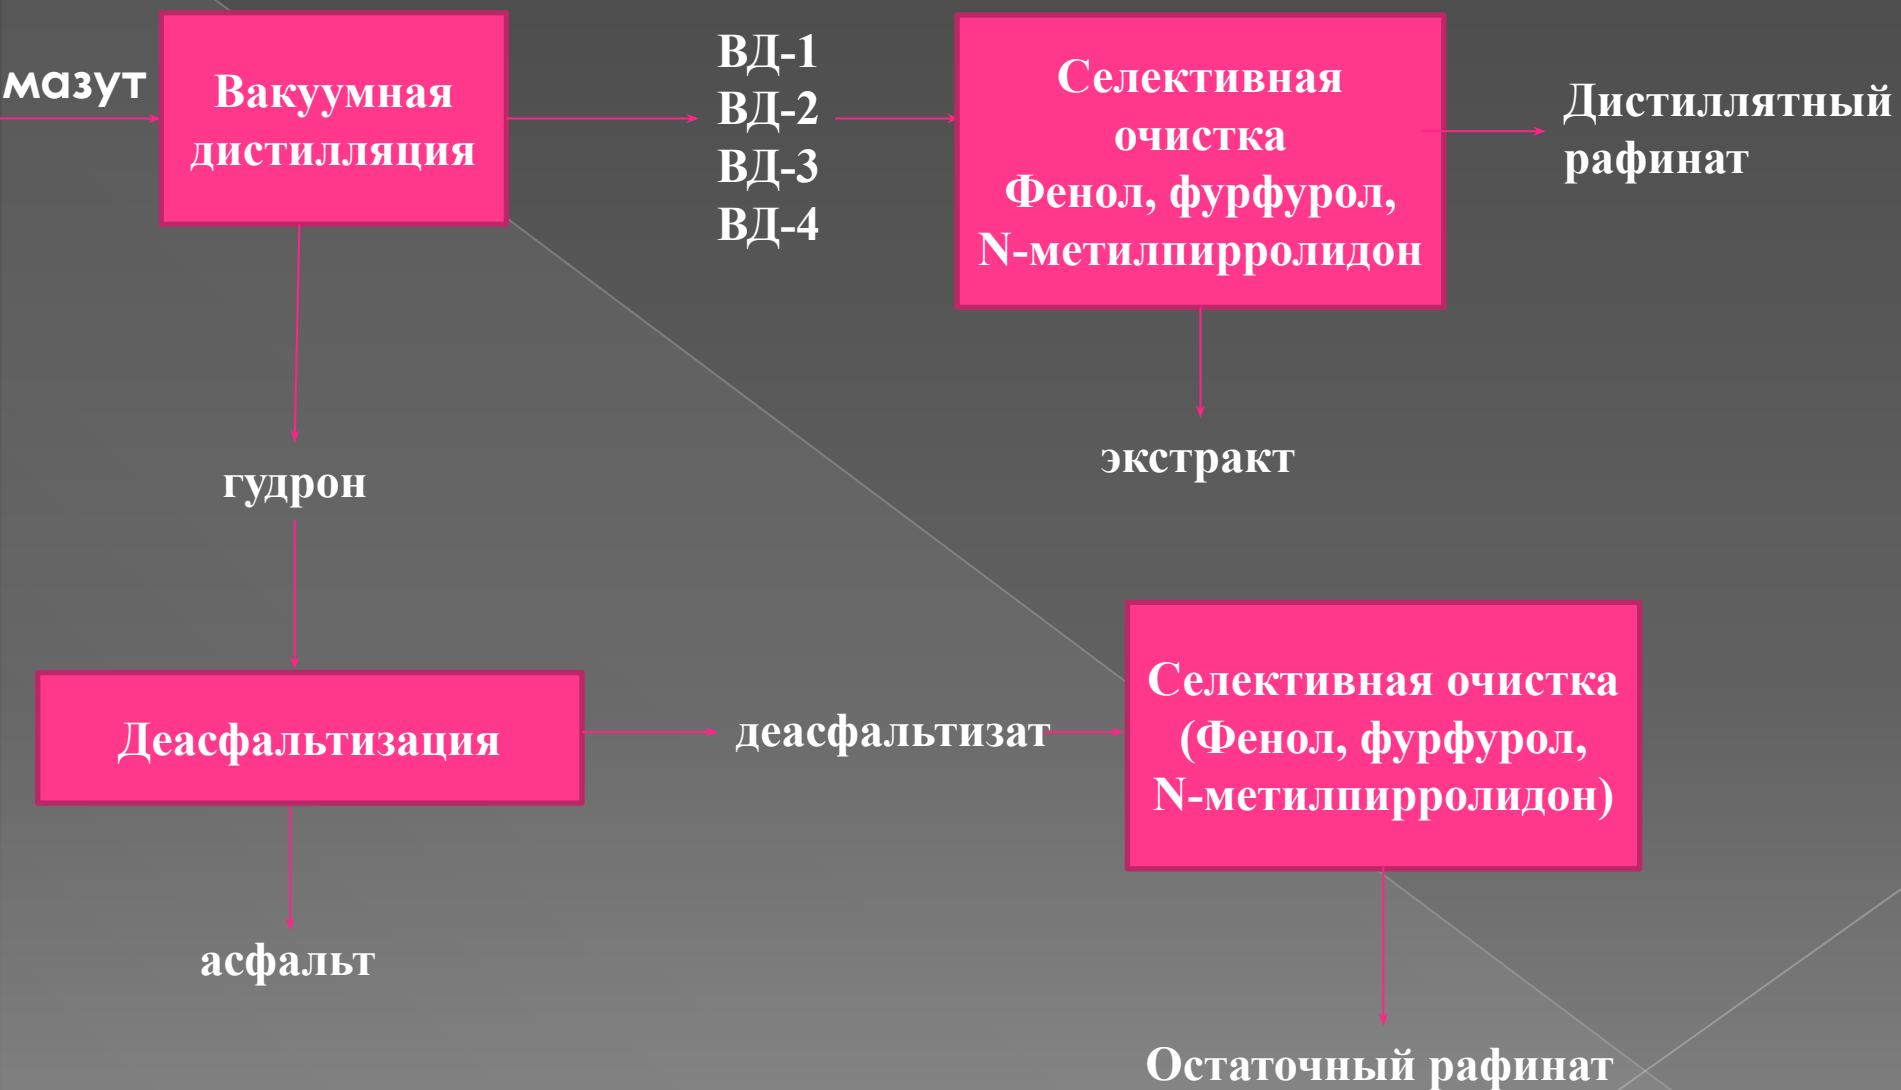 мазут
Вакуумная
дистилляция
ВД-1
ВД-2
ВД-3
ВД-4
Селективная
очистка
Фенол, фурфурол,
N-метилпирролидон
Дистиллятный
рафинат
экстракт
гудрон
Деасфальтизация
деасфальтизат
Селективная очистка
(Фенол, фурфурол,
N-метилпирролидон)
асфальт
Остаточный рафинат